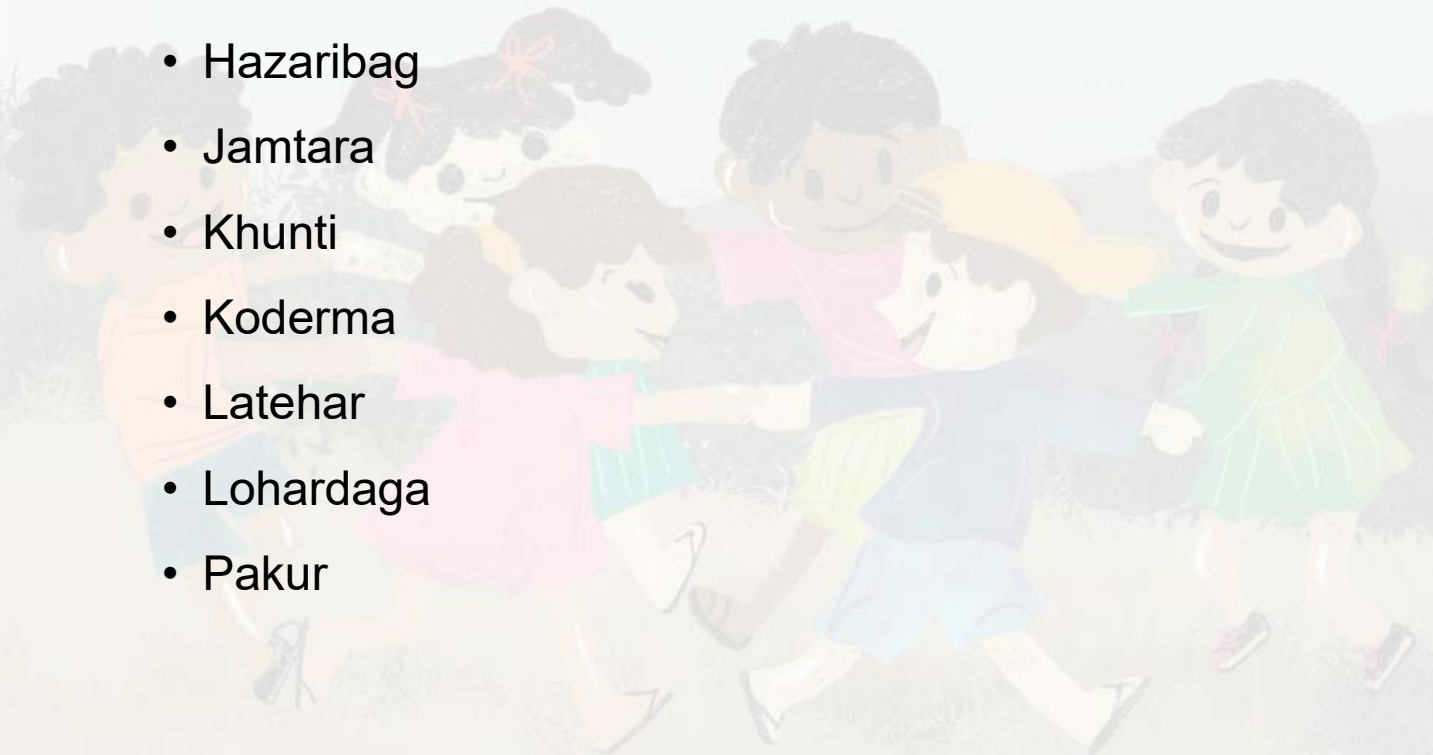 • Hazaribag
• Jamtara
• Khunti
• Koderma
• Latehar
• Lohardaga
• Pakur